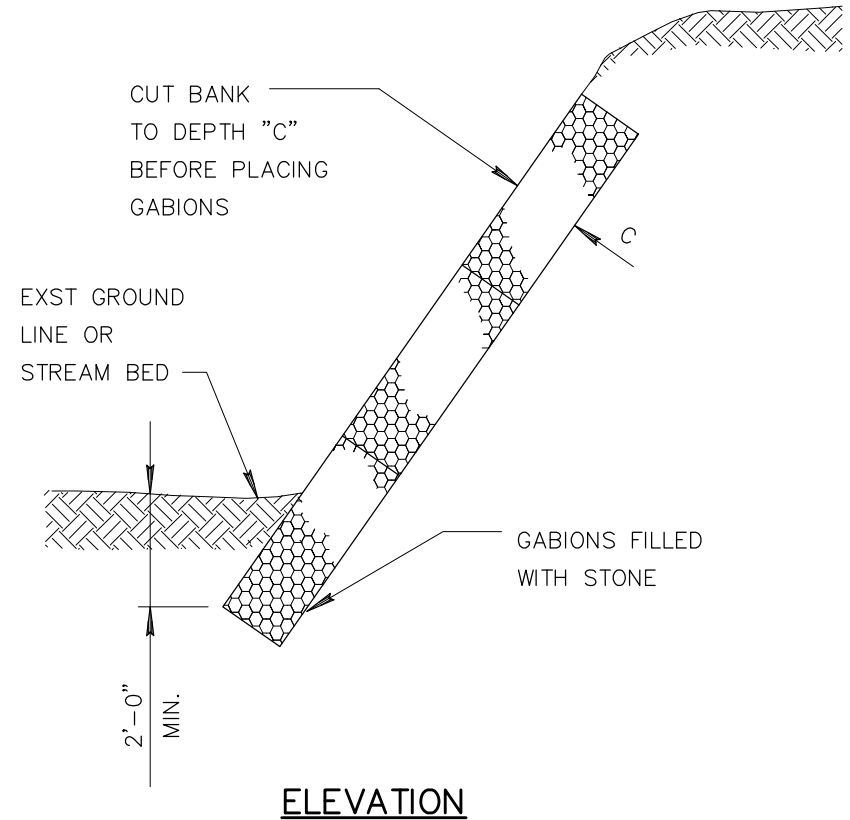 CUT BANK
TO DEPTH ”C”
BEFORE PLACING
GABIONS
C
EXST GROUND
LINE OR
STREAM BED
GABIONS FILLED
WITH STONE
2’-0”
MIN.
ELEVATION